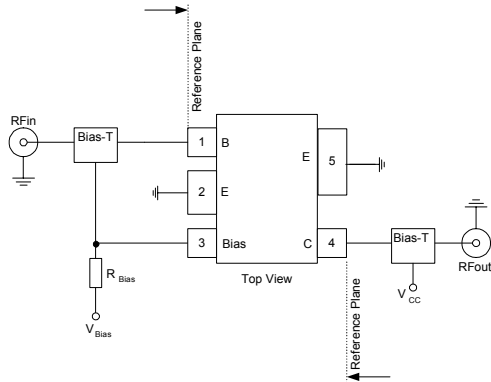 Reference Plane
RFin
Bias-T
1
B
E
5
2
E
3
Bias
C
4
Bias-T
RFout
R Bias
Top View
V CC
V Bias
Reference Plane